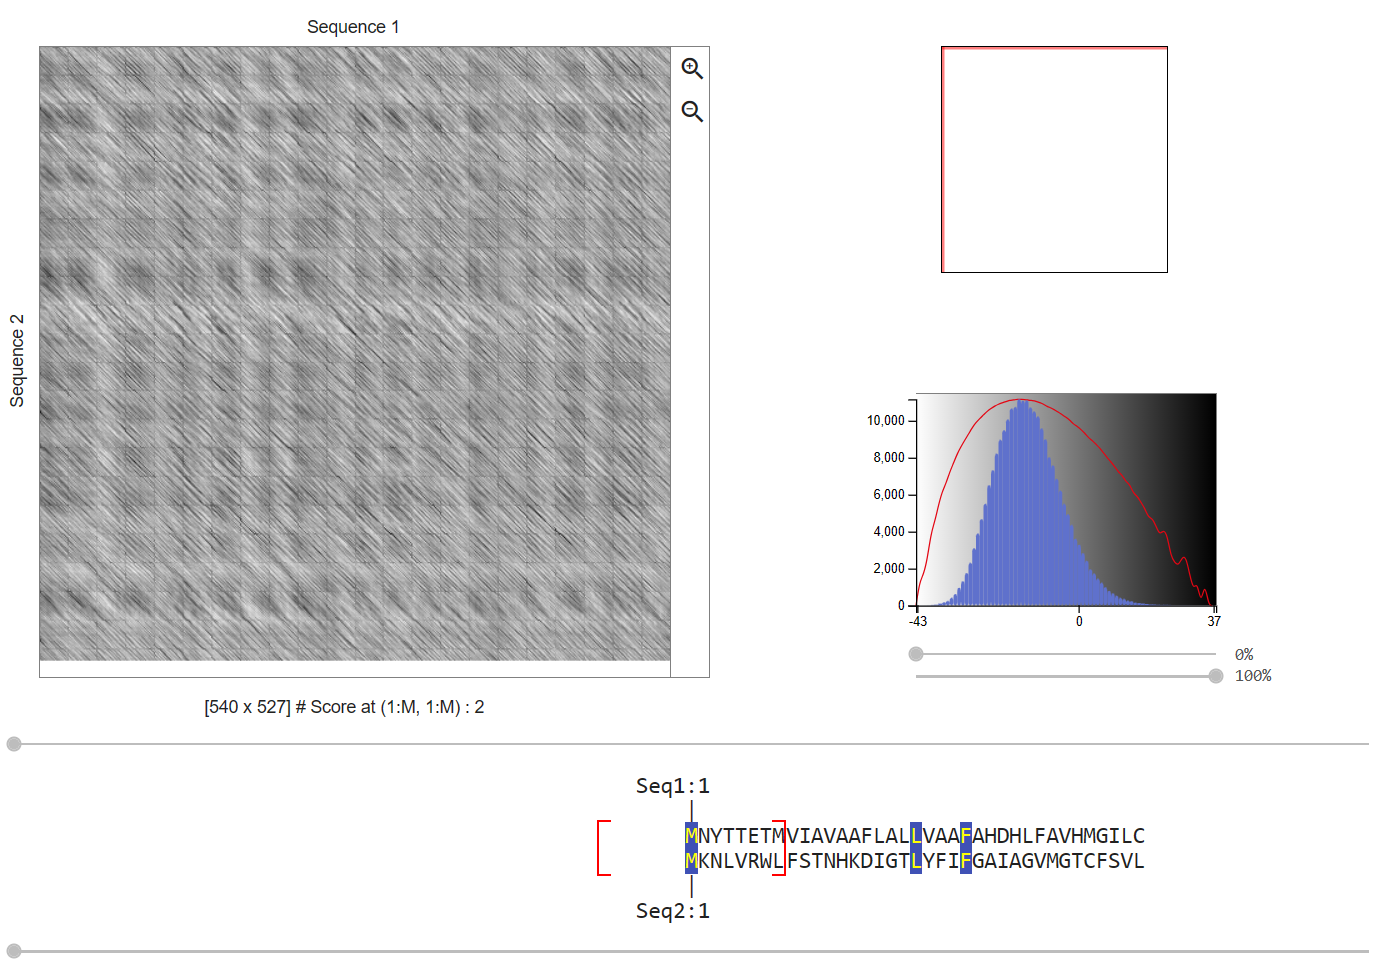 Sequence 1
Sequence 2
[540 x 527] # Score at (1:M, 1:M) : 2
10,000
8,000
6,000
4,000
2,000
0
-43 0 37
0%
100%
Seq1:1
MNYTTETMVIAVAAFLALLVAAFAHDHLFAVHMGILC
MKNLVRWLFSTNHKDIGTLYFIFGAIAGVMGTCFSVL
Seq2:1